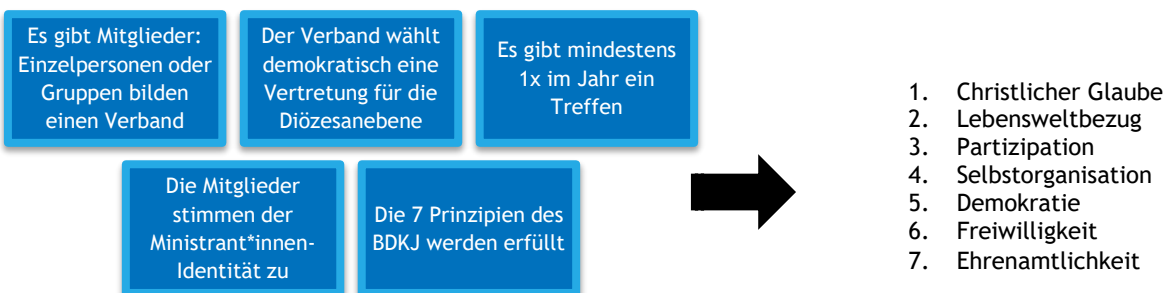 Es gibt Mitglieder:
Einzelpersonen oder
Gruppen bilden
einen Verband
Der Verband wählt
demokratisch eine
Vertretung für die
Diözesanebene
Es gibt mindestens
1x im Jahr ein
Treffen
Die Mitglieder
stimmen der
Ministrant*innen-
Identität zu
Die 7 Prinzipien des
BDKJ werden erfüllt
1. Christlicher Glaube
2. Lebensweltbezug
3. Partizipation
4. Selbstorganisation
5. Demokratie
6. Freiwilligkeit
7. Ehrenamtlichkeit